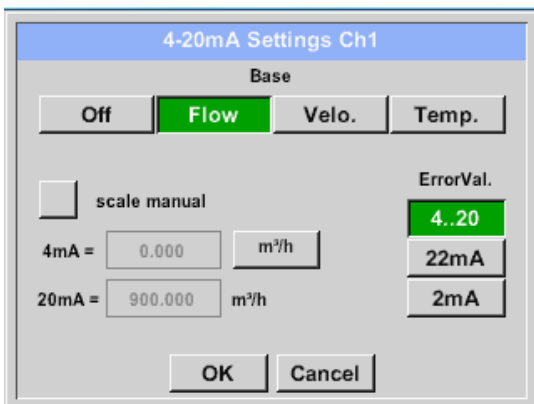 4-20mA Settings Ch1
Base
Off Flow Velo. Temp.
ErrorVal.
scale manual
4..20
4mA = 0.000 m³/h
22mA
20mA = 900.000 m³/h
2mA
OK Cancel